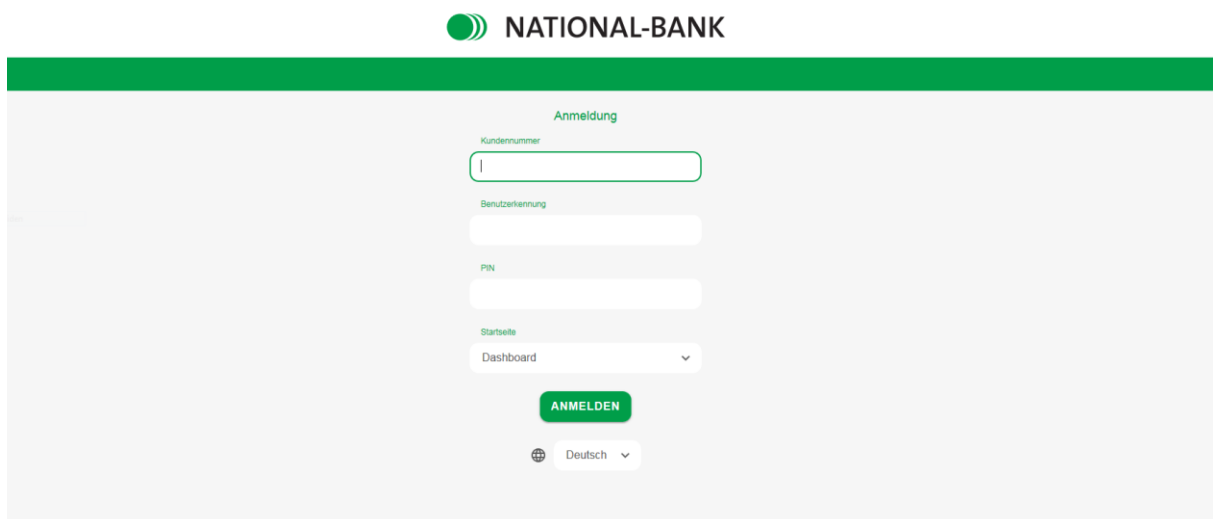 NATIONAL-BANK
Anmeldung
Kundennummer
Benutzerkennung
PIN
Startseite
Dashboard
ANMELDEN
Deutsch